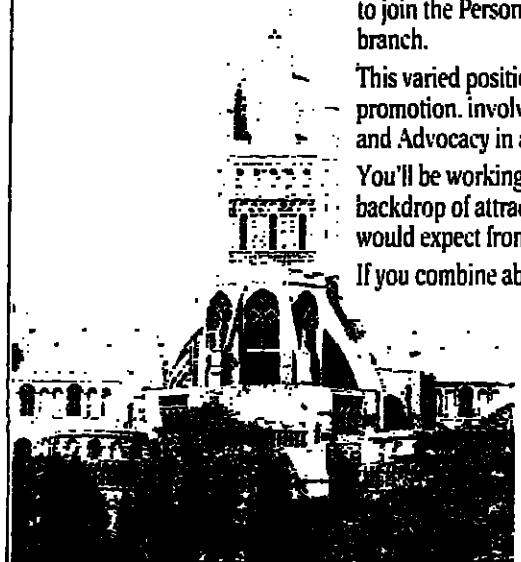 to join the Person
branch.
This varied positi
promotion. involv
and Advocacy in a
You'll be working
backdrop of attrac
would expect from
If you combine ab